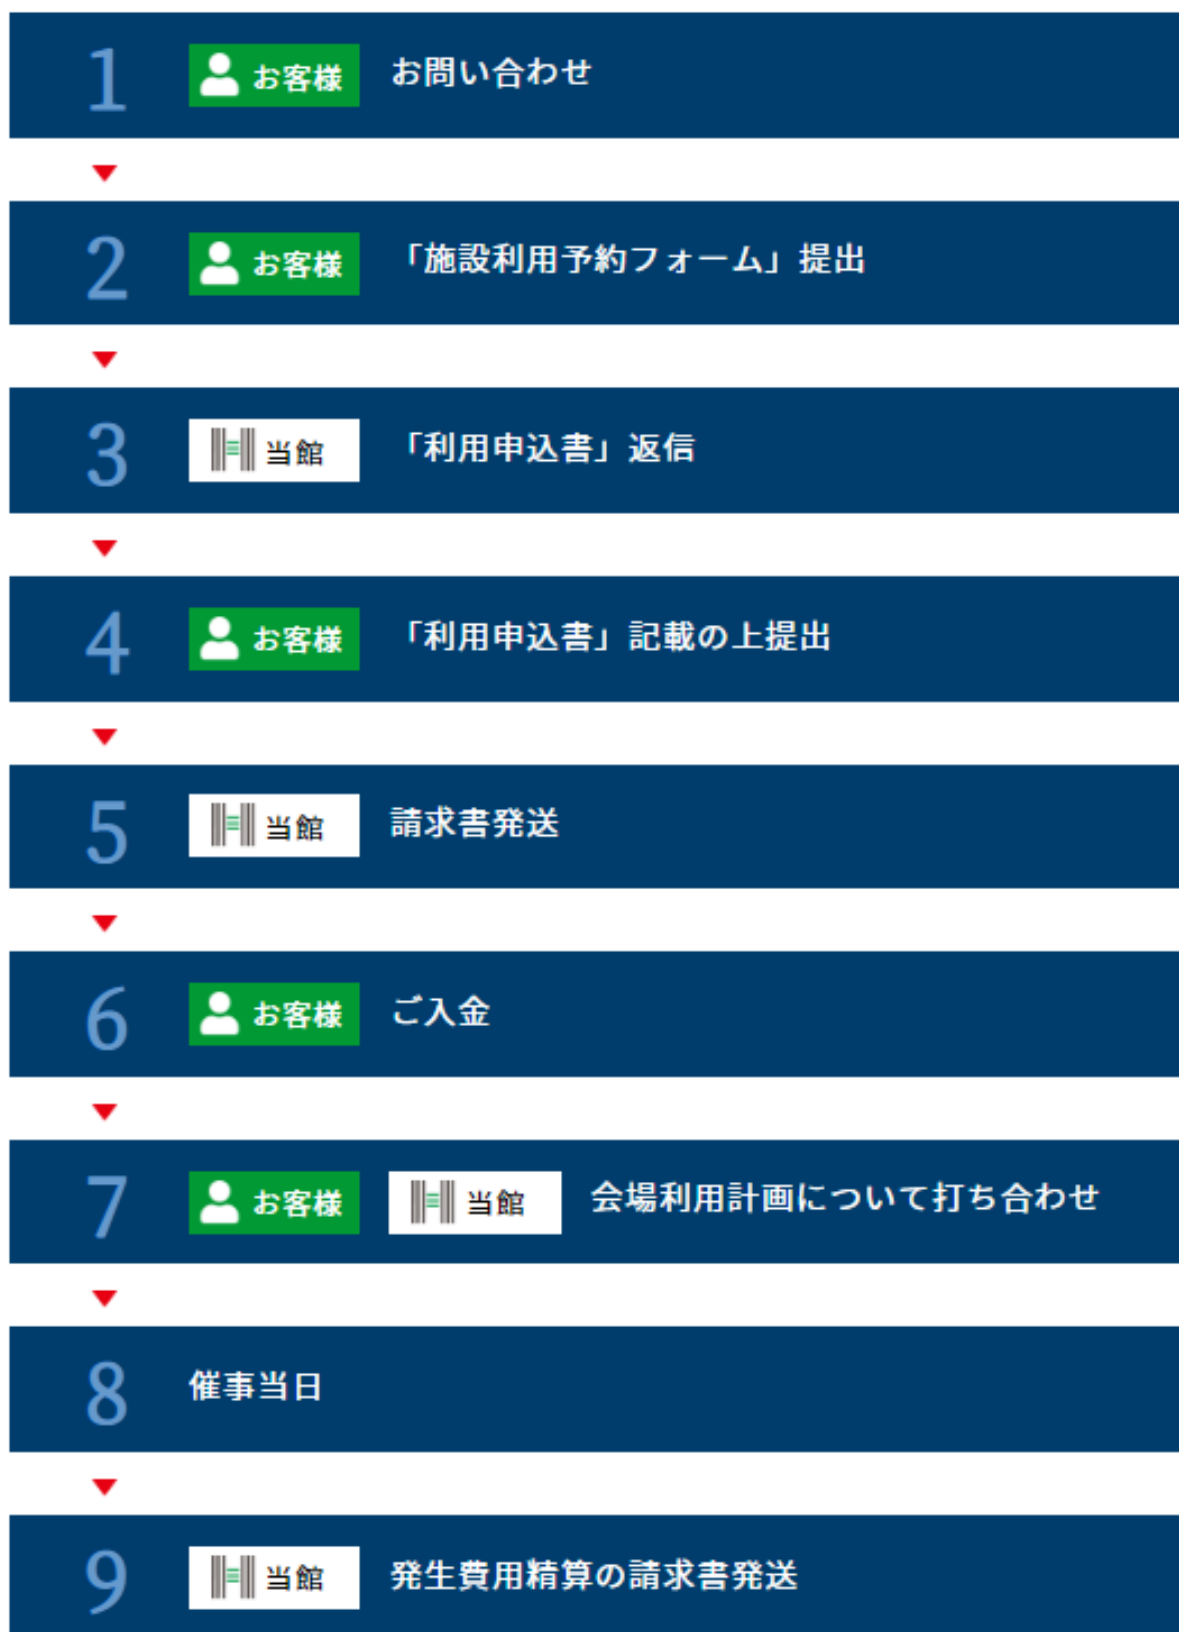 1 お客様 お問い合わせ
2 お客様 「施設利用予約フォーム」提出
3 当館 「利用申込書」返信
4 お客様 「利用申込書」記載の上提出
5 当館 請求書発送
6 お客様 ご入金
7 お客様 当館 会場利用計画について打ち合わせ
8 催事当日
9 当館 発生費用精算の請求書発送